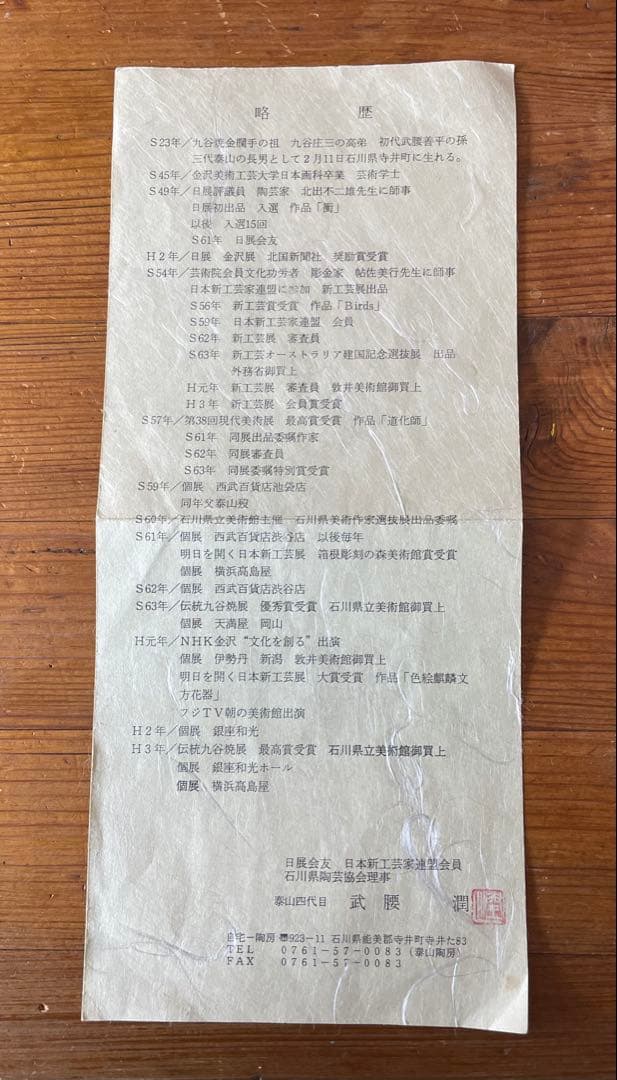 略　　　歴
S23年／九谷焼金襴手の祖　九谷庄三の高弟　初代武腰善平の孫
三代泰山の長男として2月11日石川県寺井町に生れる。
S45年／金沢美術工芸大学日本画科卒業　芸術学士
S49年／日展評議員　陶芸家　北出不二雄先生に師事
日展初出品　入選　作品「衝」
以後　入選15回
S61年　日展会友
H2年／日展　金沢展　北国新聞社　奨励賞受賞
S54年／芸術院会員文化功労者　彫金家　帖佐美行先生に師事
日本新工芸家連盟に参加　新工芸展出品
S56年　新工芸賞受賞　作品「Birds」
S59年　日本新工芸家連盟　会員
S62年　新工芸展　審査員
S63年　新工芸オーストラリア建国記念選抜展　出品
外務省御買上
H元年　新工芸展　審査員　敦井美術館御買上
H3年　新工芸展　会員賞受賞
S57年／第38回現代美術展　最高賞受賞　作品「道化師」
S61年　同展出品委嘱作家
S62年　同展審査員
S63年　同展委嘱特別賞受賞
S59年／個展　西武百貨店池袋店
同年父泰山歿
S60年／石川県立美術館主催　石川県美術作家選抜展出品委嘱
S61年／個展　西武百貨店渋谷店　以後毎年
明日を開く日本新工芸展　箱根彫刻の森美術館賞受賞
個展　横浜高島屋
S62年／個展　西武百貨店渋谷店
S63年／伝統九谷焼展　優秀賞受賞　石川県立美術館御買上
個展　天満屋　岡山
H元年／NHK金沢“文化を創る”出演
個展　伊勢丹　新潟　敦井美術館御買上
明日を開く日本新工芸展　大賞受賞　作品「色絵麒麟文
方花器」
フジTV朝の美術館出演
H2年／個展　銀座和光
H3年／伝統九谷焼展　最高賞受賞　石川県立美術館御買上
個展　銀座和光ホール
個展　横浜高島屋
日展会友　日本新工芸家連盟会員
石川県陶芸協会理事
泰山四代目　武腰　潤
自宅－陶房　〒923－11　石川県能美郡寺井町寺井た83
TEL　0761－57－0083（泰山陶房）
FAX　0761－57－0083